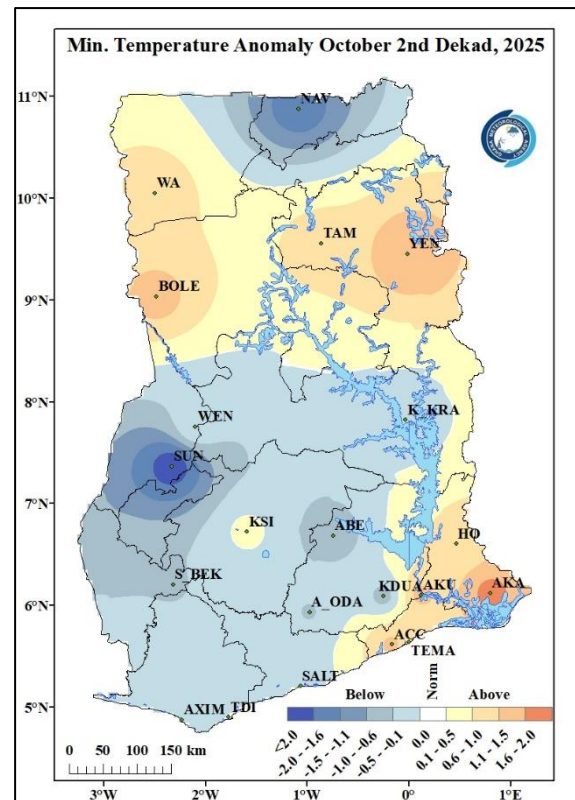 Min. Temperature Anomaly October 2nd Dekad, 2025
11°N
10°N
9°N
8°N
7°N
6°N
5°N
NAV
WA
TAM
YEN
BOLE
WEN
K_KRA
SUN
KSI
ABE
HO
S_BEK
KDUA
AKU
AKA
A_ODA
ACC
TEMA
SALT
AXIM
TDI
Below
Norm
Above
<2.0
-2.0 - -1.6
-1.5 - -1.1
-1.0 - -0.6
-0.5 - -0.1
0.0
0.1 - 0.5
0.6 - 1.0
1.1 - 1.5
1.6 - 2.0
0 50 100 150 km
3°W
2°W
1°W
0°
1°E